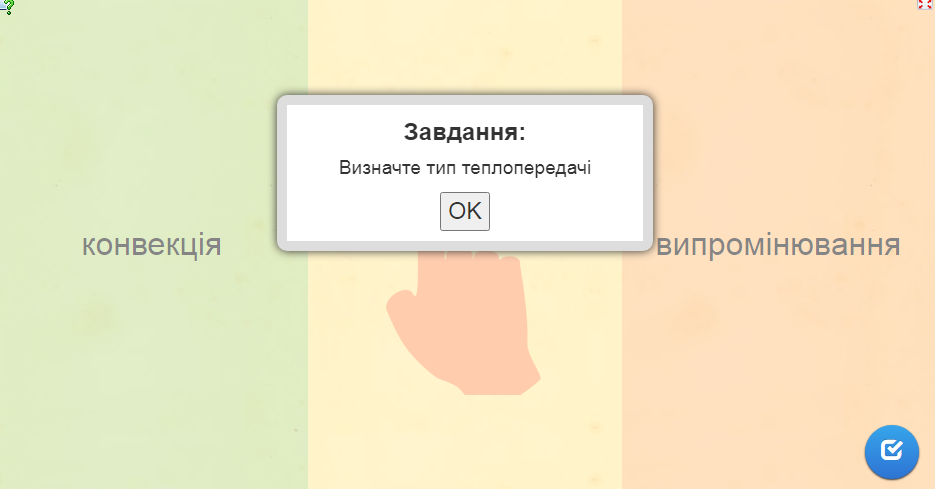 Завдання:
Визначте тип теплопередачі
OK
конвекція
випромінювання